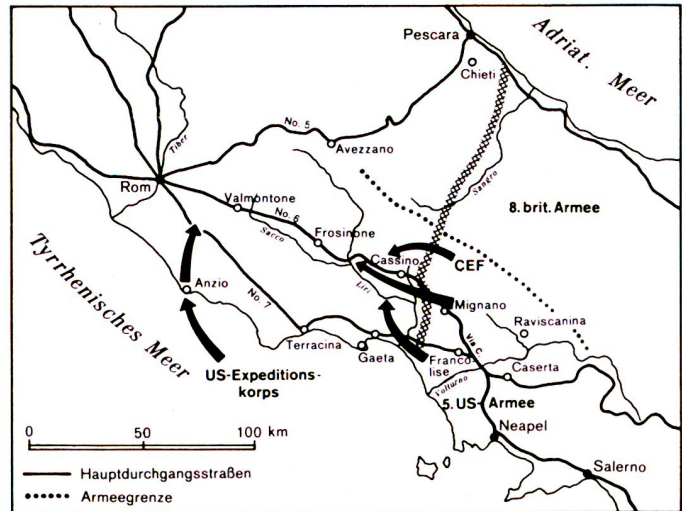 Pescara
Adriat. Meer
Chieti
No. 5
Tiber
Avezzano
Rom
Sangro
Valmontone
No. 6
8. brit. Armee
Sacco
Frosinone
Tyrrhenisches Meer
Cassino
CEF
Anzio
Liri
No. 7
Mignano
Raviscanina
Terracina
Via C.
Gaeta
Franco-
lise
Caserta
US-Expeditions-
korps
Volturno
5. US-Armee
Neapel
0 50 100 km
Salerno
Hauptdurchgangsstraßen
Armeegrenze